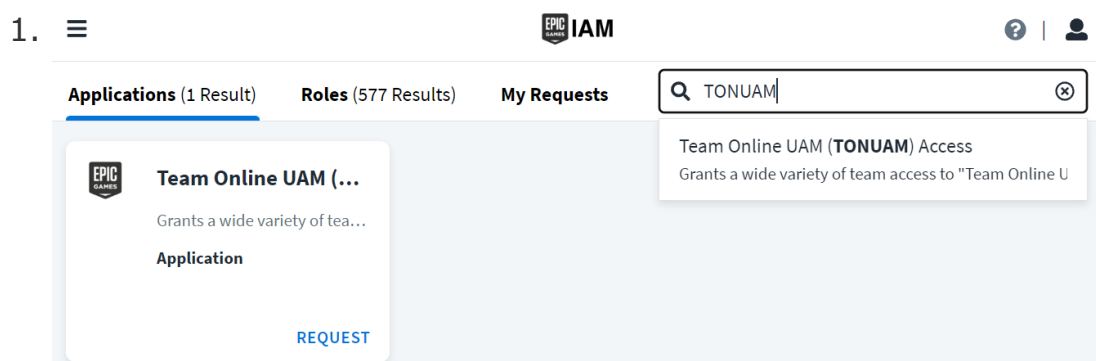 1.
EPIC GAMES IAM
Applications (1 Result) Roles (577 Results) My Requests TONUAM
Team Online UAM (TONUAM) Access
Grants a wide variety of team access to "Team Online U
EPIC GAMES
Team Online UAM (...
Grants a wide variety of tea...
Application
REQUEST